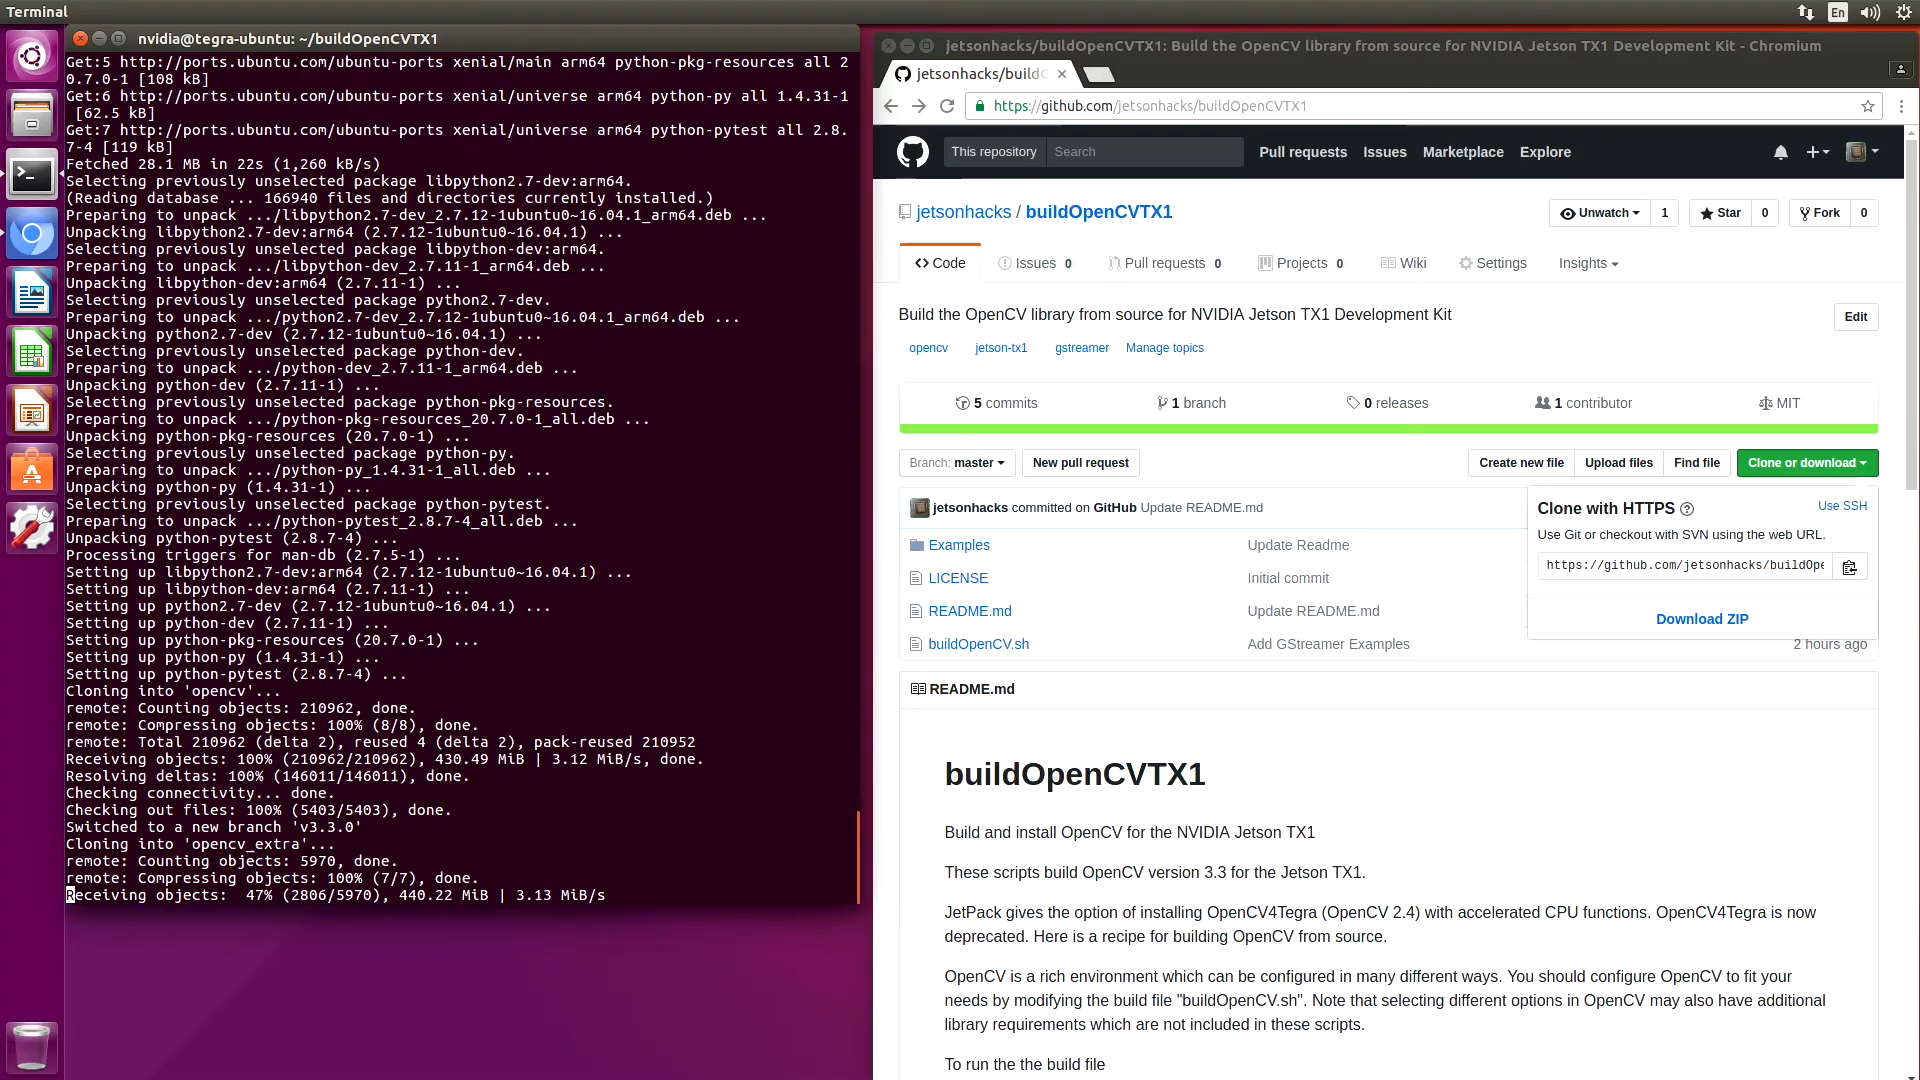 Terminal
En
nvidia@tegra-ubuntu: ~/buildOpenCVTX1
Get:5 http://ports.ubuntu.com/ubuntu-ports xenial/main arm64 python-pkg-resources all 2
0.7.0-1 [108 kB]
Get:6 http://ports.ubuntu.com/ubuntu-ports xenial/universe arm64 python-py all 1.4.31-1
[62.5 kB]
Get:7 http://ports.ubuntu.com/ubuntu-ports xenial/universe arm64 python-pytest all 2.8.
7-4 [119 kB]
Fetched 28.1 MB in 22s (1,260 kB/s)
Selecting previously unselected package libpython2.7-dev:arm64.
(Reading database ... 166940 files and directories currently installed.)
Preparing to unpack .../libpython2.7-dev_2.7.12-1ubuntu0~16.04.1_arm64.deb ...
Unpacking libpython2.7-dev:arm64 (2.7.12-1ubuntu0~16.04.1) ...
Selecting previously unselected package libpython-dev:arm64.
Preparing to unpack .../libpython-dev_2.7.11-1_arm64.deb ...
Unpacking libpython-dev:arm64 (2.7.11-1) ...
Selecting previously unselected package python2.7-dev.
Preparing to unpack .../python2.7-dev_2.7.12-1ubuntu0~16.04.1_arm64.deb ...
Unpacking python2.7-dev (2.7.12-1ubuntu0~16.04.1) ...
Selecting previously unselected package python-dev.
Preparing to unpack .../python-dev_2.7.11-1_arm64.deb ...
Unpacking python-dev (2.7.11-1) ...
Selecting previously unselected package python-pkg-resources.
Preparing to unpack .../python-pkg-resources_20.7.0-1_all.deb ...
Unpacking python-pkg-resources (20.7.0-1) ...
Selecting previously unselected package python-py.
Preparing to unpack .../python-py_1.4.31-1_all.deb ...
Unpacking python-py (1.4.31-1) ...
Selecting previously unselected package python-pytest.
Preparing to unpack .../python-pytest_2.8.7-4_all.deb ...
Unpacking python-pytest (2.8.7-4) ...
Processing triggers for man-db (2.7.5-1) ...
Setting up libpython2.7-dev:arm64 (2.7.12-1ubuntu0~16.04.1) ...
Setting up libpython-dev:arm64 (2.7.11-1) ...
Setting up python2.7-dev (2.7.12-1ubuntu0~16.04.1) ...
Setting up python-dev (2.7.11-1) ...
Setting up python-pkg-resources (20.7.0-1) ...
Setting up python-py (1.4.31-1) ...
Setting up python-pytest (2.8.7-4) ...
Cloning into 'opencv'...
remote: Counting objects: 210962, done.
remote: Compressing objects: 100% (8/8), done.
remote: Total 210962 (delta 2), reused 4 (delta 2), pack-reused 210952
Receiving objects: 100% (210962/210962), 430.49 MiB | 3.12 MiB/s, done.
Resolving deltas: 100% (146011/146011), done.
Checking connectivity... done.
Checking out files: 100% (5403/5403), done.
Switched to a new branch 'v3.3.0'
Cloning into 'opencv_extra'...
remote: Counting objects: 5970, done.
remote: Compressing objects: 100% (7/7), done.
Receiving objects: 47% (2806/5970), 440.22 MiB | 3.13 MiB/s
jetsonhacks/buildOpenCVTX1: Build the OpenCV library from source for NVIDIA Jetson TX1 Development Kit - Chromium
jetsonhacks/buildO
https://github.com/jetsonhacks/buildOpenCVTX1
This repository Search Pull requests Issues Marketplace Explore
jetsonhacks / buildOpenCVTX1 Unwatch 1 Star 0 Fork 0
Code Issues 0 Pull requests 0 Projects 0 Wiki Settings Insights
Build the OpenCV library from source for NVIDIA Jetson TX1 Development Kit Edit
opencv jetson-tx1 gstreamer Manage topics
5 commits 1 branch 0 releases 1 contributor MIT
Branch: master New pull request Create new file Upload files Find file Clone or download
jetsonhacks committed on GitHub Update README.md
Clone with HTTPS Use SSH
Use Git or checkout with SVN using the web URL.
https://github.com/jetsonhacks/buildOpe
Download ZIP
Examples Update Readme
LICENSE Initial commit
README.md Update README.md
buildOpenCV.sh Add GStreamer Examples 2 hours ago
README.md
buildOpenCVTX1
Build and install OpenCV for the NVIDIA Jetson TX1
These scripts build OpenCV version 3.3 for the Jetson TX1.
JetPack gives the option of installing OpenCV4Tegra (OpenCV 2.4) with accelerated CPU functions. OpenCV4Tegra is now
deprecated. Here is a recipe for building OpenCV from source.
OpenCV is a rich environment which can be configured in many different ways. You should configure OpenCV to fit your
needs by modifying the build file "buildOpenCV.sh". Note that selecting different options in OpenCV may also have additional
library requirements which are not included in these scripts.
To run the the build file